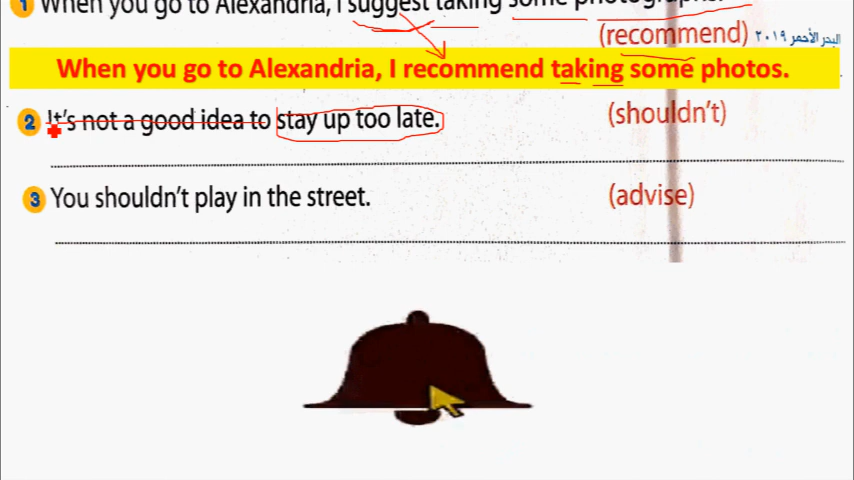 1 When you go to Alexandria, I suggest taking some photographs.
(recommend) البحر الأحمر ٢٠١٩
When you go to Alexandria, I recommend taking some photos.
2 It's not a good idea to stay up too late. (shouldn't)
3 You shouldn't play in the street. (advise)